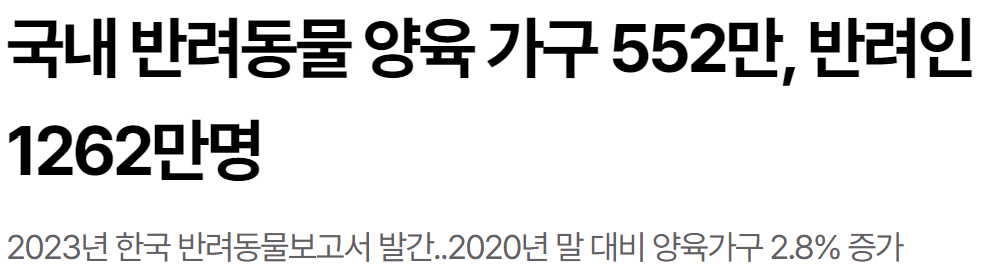 국내 반려동물 양육 가구 552만, 반려인
1262만명
2023년 한국 반려동물보고서 발간..2020년 말 대비 양육가구 2.8% 증가